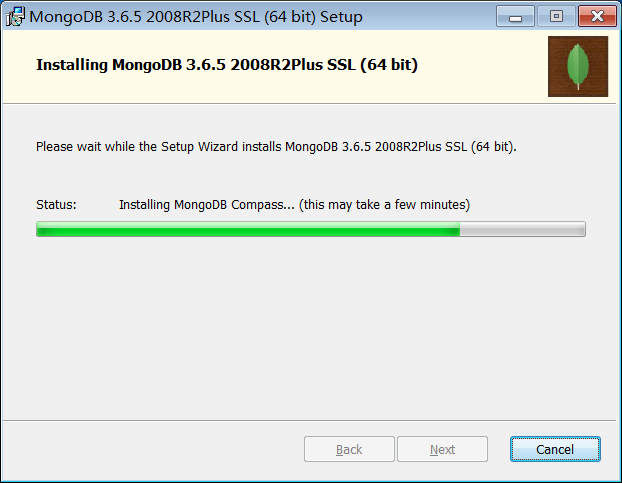 MongoDB 3.6.5 2008R2Plus SSL (64 bit) Setup
Installing MongoDB 3.6.5 2008R2Plus SSL (64 bit)
Please wait while the Setup Wizard installs MongoDB 3.6.5 2008R2Plus SSL (64 bit).
Status: Installing MongoDB Compass... (this may take a few minutes)
Back Next Cancel